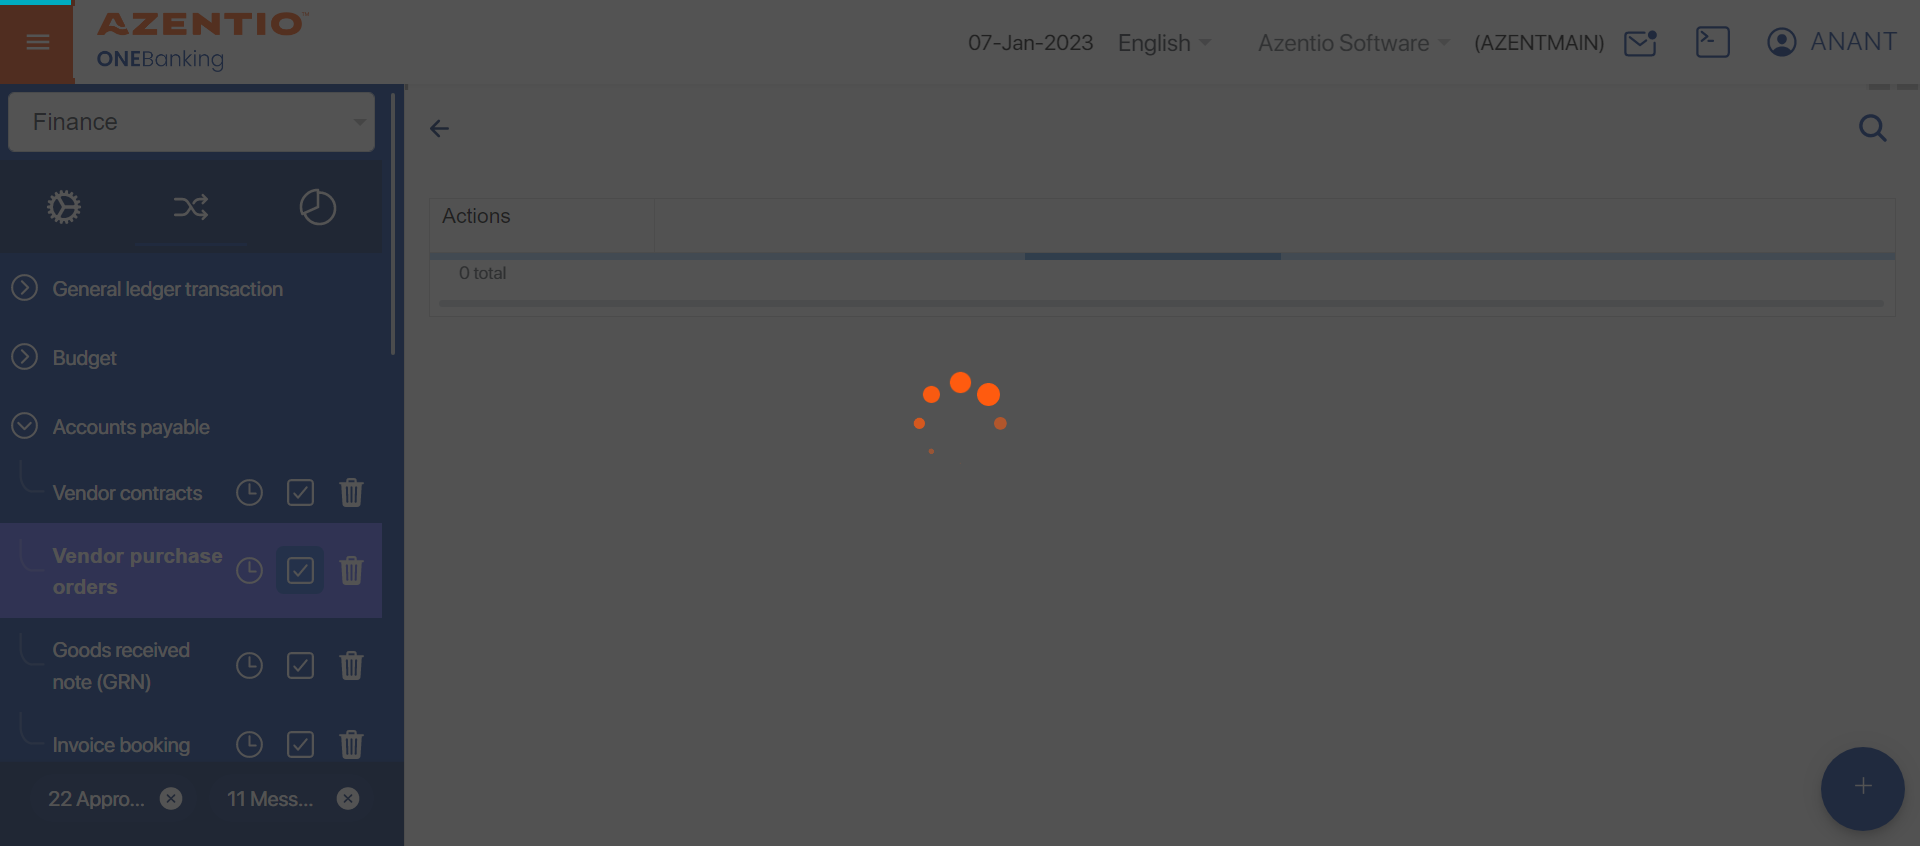 AZENTIO™
ONEBanking
07-Jan-2023
English
Azentio Software
(AZENTMAIN)
ANANT
Finance
General ledger transaction
Budget
Accounts payable
Vendor contracts
Vendor purchase
orders
Goods received
note (GRN)
Invoice booking
22 Appro...
11 Mess...
Actions
0 total